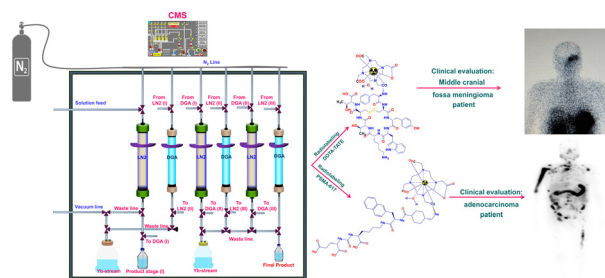 CMS
N₂
N₂ Line
From
LN2 (I)
From
DGA (I)
From
LN2 (II)
From
DGA (II)
From
LN2 (III)
Solution feed
LN2
DGA
LN2
DGA
LN2
DGA
Vacuum line
Waste line
To
LN2 (II)
To
DGA (II)
To
LN2 (III)
To
DGA (III)
Waste line
Waste line
To DGA (I)
Yb-stream
Product stage (I)
Yb-stream
Final Product
Radiolabeling
DOTA-TATE
Radiolabeling
PSMA-617
Clinical evaluation:
Middle cranial
fossa meningioma
patient
Clinical evaluation:
adenocarcinoma
patient